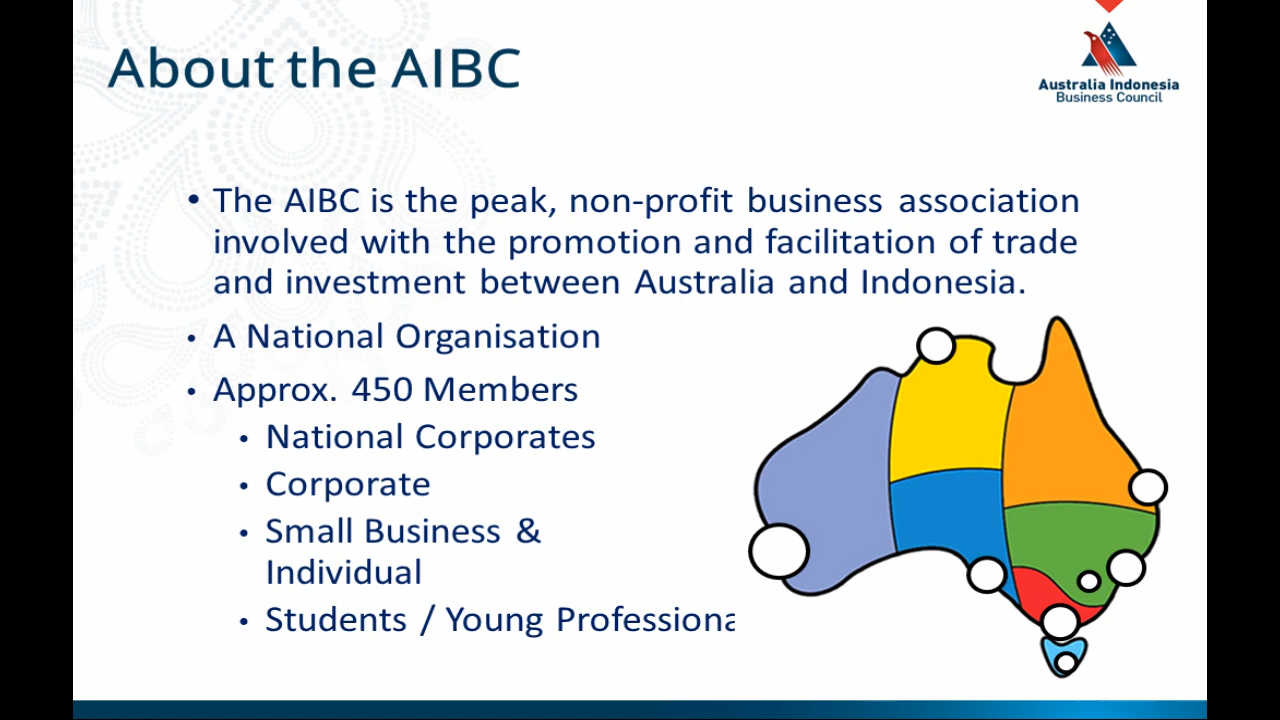 About the AIBC
Australia Indonesia
Business Council
• The AIBC is the peak, non-profit business association
involved with the promotion and facilitation of trade
and investment between Australia and Indonesia.
• A National Organisation
• Approx. 450 Members
• National Corporates
• Corporate
• Small Business &
Individual
• Students / Young Professiona